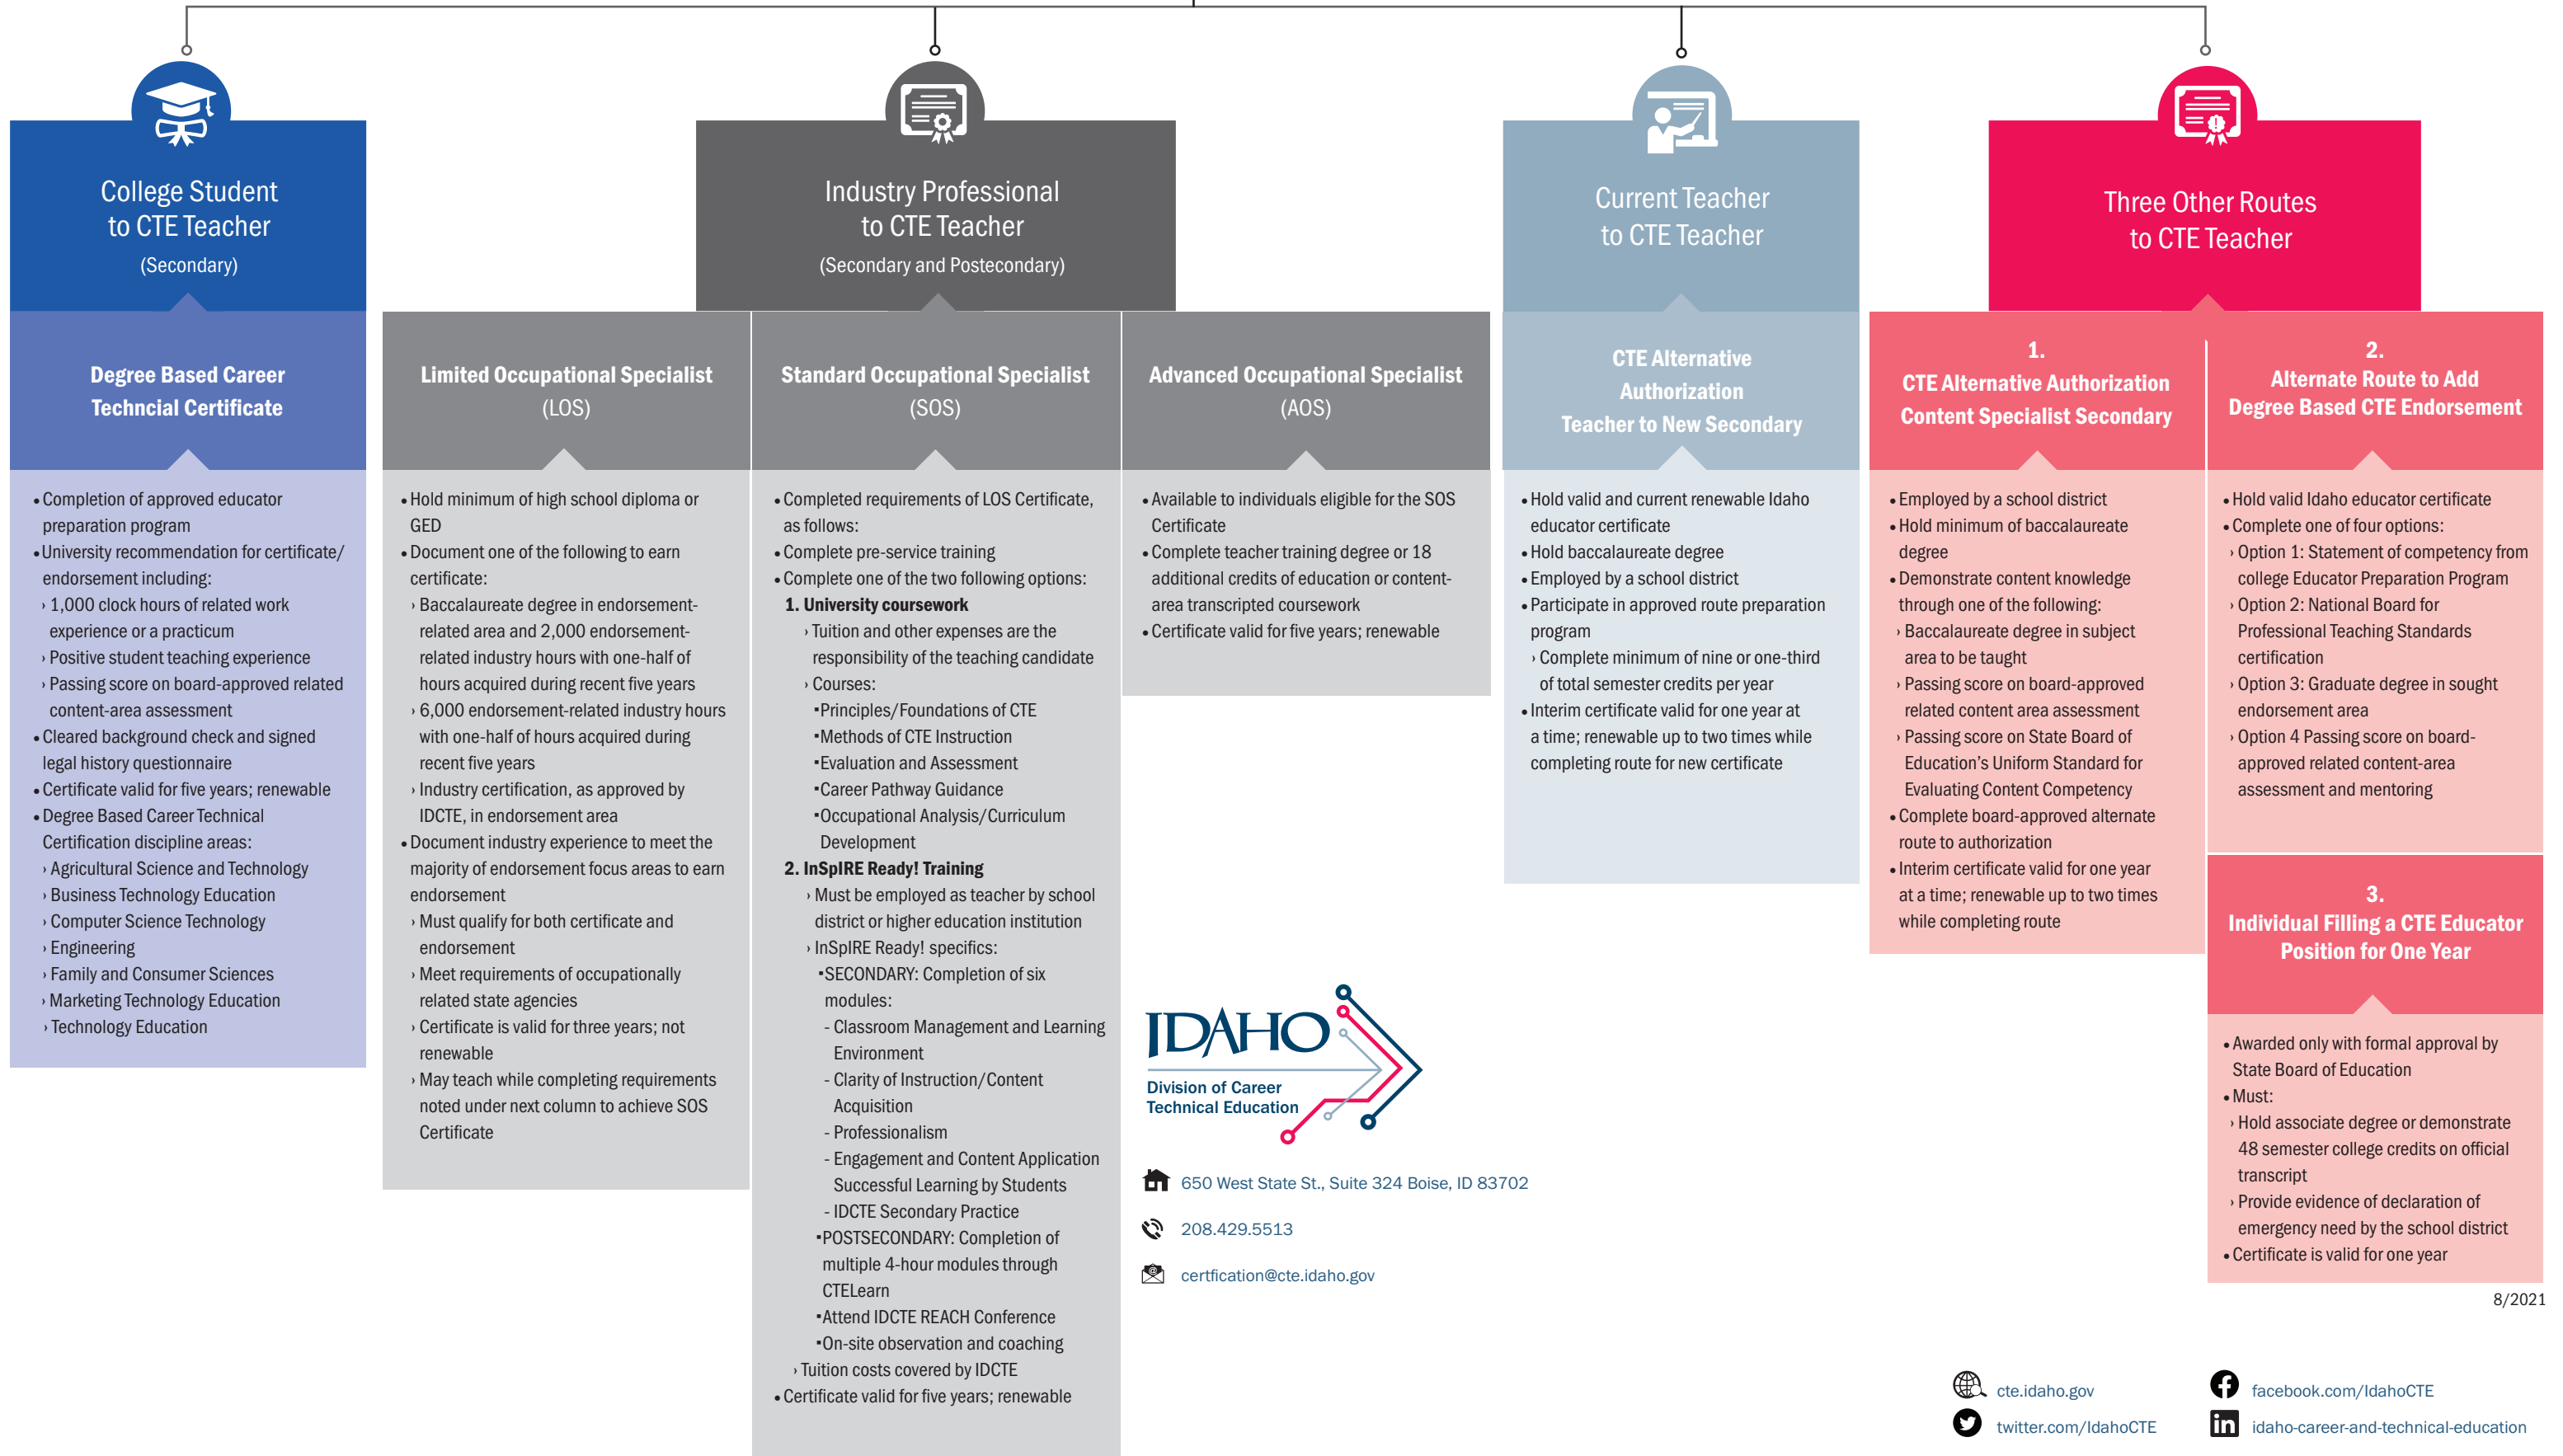 College Student
to CTE Teacher
(Secondary)
Degree Based Career
Techncial Certificate
• Completion of approved educator
preparation program
• University recommendation for certificate/
endorsement including:
› 1,000 clock hours of related work
experience or a practicum
› Positive student teaching experience
› Passing score on board-approved related
content-area assessment
• Cleared background check and signed
legal history questionnaire
• Certificate valid for five years; renewable
• Degree Based Career Technical
Certification discipline areas:
› Agricultural Science and Technology
› Business Technology Education
› Computer Science Technology
› Engineering
› Family and Consumer Sciences
› Marketing Technology Education
› Technology Education
Industry Professional
to CTE Teacher
(Secondary and Postecondary)
Limited Occupational Specialist
(LOS)
• Hold minimum of high school diploma or
GED
• Document one of the following to earn
certificate:
› Baccalaureate degree in endorsement-
related area and 2,000 endorsement-
related industry hours with one-half of
hours acquired during recent five years
› 6,000 endorsement-related industry hours
with one-half of hours acquired during
recent five years
› Industry certification, as approved by
IDCTE, in endorsement area
• Document industry experience to meet the
majority of endorsement focus areas to earn
endorsement
› Must qualify for both certificate and
endorsement
› Meet requirements of occupationally
related state agencies
› Certificate is valid for three years; not
renewable
› May teach while completing requirements
noted under next column to achieve SOS
Certificate
Standard Occupational Specialist
(SOS)
• Completed requirements of LOS Certificate,
as follows:
• Complete pre-service training
• Complete one of the two following options:
1. University coursework
› Tuition and other expenses are the
responsibility of the teaching candidate
› Courses:
▪Principles/Foundations of CTE
▪Methods of CTE Instruction
▪Evaluation and Assessment
▪Career Pathway Guidance
▪Occupational Analysis/Curriculum
Development
2. InSpIRE Ready! Training
› Must be employed as teacher by school
district or higher education institution
› InSpIRE Ready! specifics:
▪SECONDARY: Completion of six
modules:
- Classroom Management and Learning
Environment
- Clarity of Instruction/Content
Acquisition
- Professionalism
- Engagement and Content Application
Successful Learning by Students
- IDCTE Secondary Practice
▪POSTSECONDARY: Completion of
multiple 4-hour modules through
CTELearn
▪Attend IDCTE REACH Conference
▪On-site observation and coaching
› Tuition costs covered by IDCTE
• Certificate valid for five years; renewable
Advanced Occupational Specialist
(AOS)
• Available to individuals eligible for the SOS
Certificate
• Complete teacher training degree or 18
additional credits of education or content-
area transcripted coursework
• Certificate valid for five years; renewable
Current Teacher
to CTE Teacher
CTE Alternative
Authorization
Teacher to New Secondary
• Hold valid and current renewable Idaho
educator certificate
• Hold baccalaureate degree
• Employed by a school district
• Participate in approved route preparation
program
› Complete minimum of nine or one-third
of total semester credits per year
• Interim certificate valid for one year at
a time; renewable up to two times while
completing route for new certificate
Three Other Routes
to CTE Teacher
1.
CTE Alternative Authorization
Content Specialist Secondary
• Employed by a school district
• Hold minimum of baccalaureate
degree
• Demonstrate content knowledge
through one of the following:
› Baccalaureate degree in subject
area to be taught
› Passing score on board-approved
related content area assessment
› Passing score on State Board of
Education's Uniform Standard for
Evaluating Content Competency
• Complete board-approved alternate
route to authorization
• Interim certificate valid for one year
at a time; renewable up to two times
while completing route
2.
Alternate Route to Add
Degree Based CTE Endorsement
• Hold valid Idaho educator certificate
• Complete one of four options:
› Option 1: Statement of competency from
college Educator Preparation Program
› Option 2: National Board for
Professional Teaching Standards
certification
› Option 3: Graduate degree in sought
endorsement area
› Option 4 Passing score on board-
approved related content-area
assessment and mentoring
3.
Individual Filling a CTE Educator
Position for One Year
• Awarded only with formal approval by
State Board of Education
• Must:
› Hold associate degree or demonstrate
48 semester college credits on official
transcript
› Provide evidence of declaration of
emergency need by the school district
• Certificate is valid for one year
IDAHO
Division of Career
Technical Education
650 West State St., Suite 324 Boise, ID 83702
208.429.5513
certfication@cte.idaho.gov
8/2021
cte.idaho.gov
facebook.com/IdahoCTE
twitter.com/IdahoCTE
idaho-career-and-technical-education